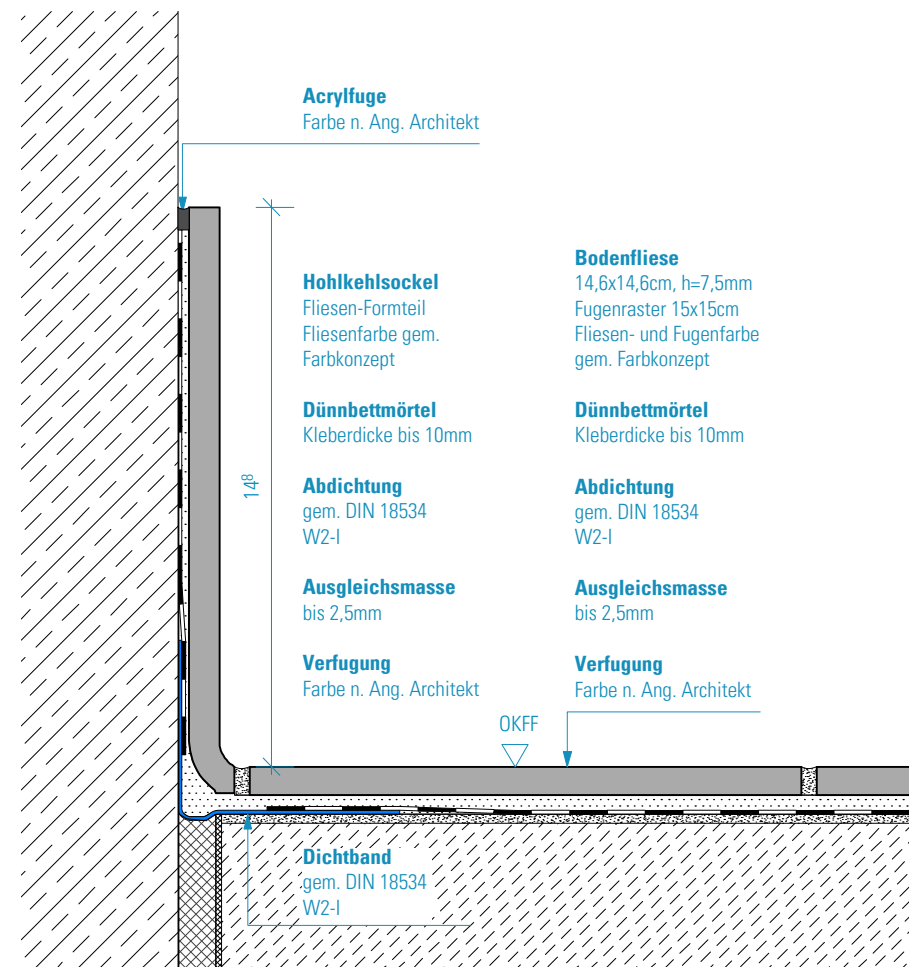 Acrylfuge
Farbe n. Ang. Architekt
Hohlkehlsockel
Fliesen-Formteil
Fliesenfarbe gem.
Farbkonzept
Dünnbettmörtel
Kleberdicke bis 10mm
Abdichtung
gem. DIN 18534
W2-I
Ausgleichsmasse
bis 2,5mm
Verfugung
Farbe n. Ang. Architekt
Bodenfliese
14,6x14,6cm, h=7,5mm
Fugenraster 15x15cm
Fliesen- und Fugenfarbe
gem. Farbkonzept
Dünnbettmörtel
Kleberdicke bis 10mm
Abdichtung
gem. DIN 18534
W2-I
Ausgleichsmasse
bis 2,5mm
Verfugung
Farbe n. Ang. Architekt
14⁸
OKFF
Dichtband
gem. DIN 18534
W2-I